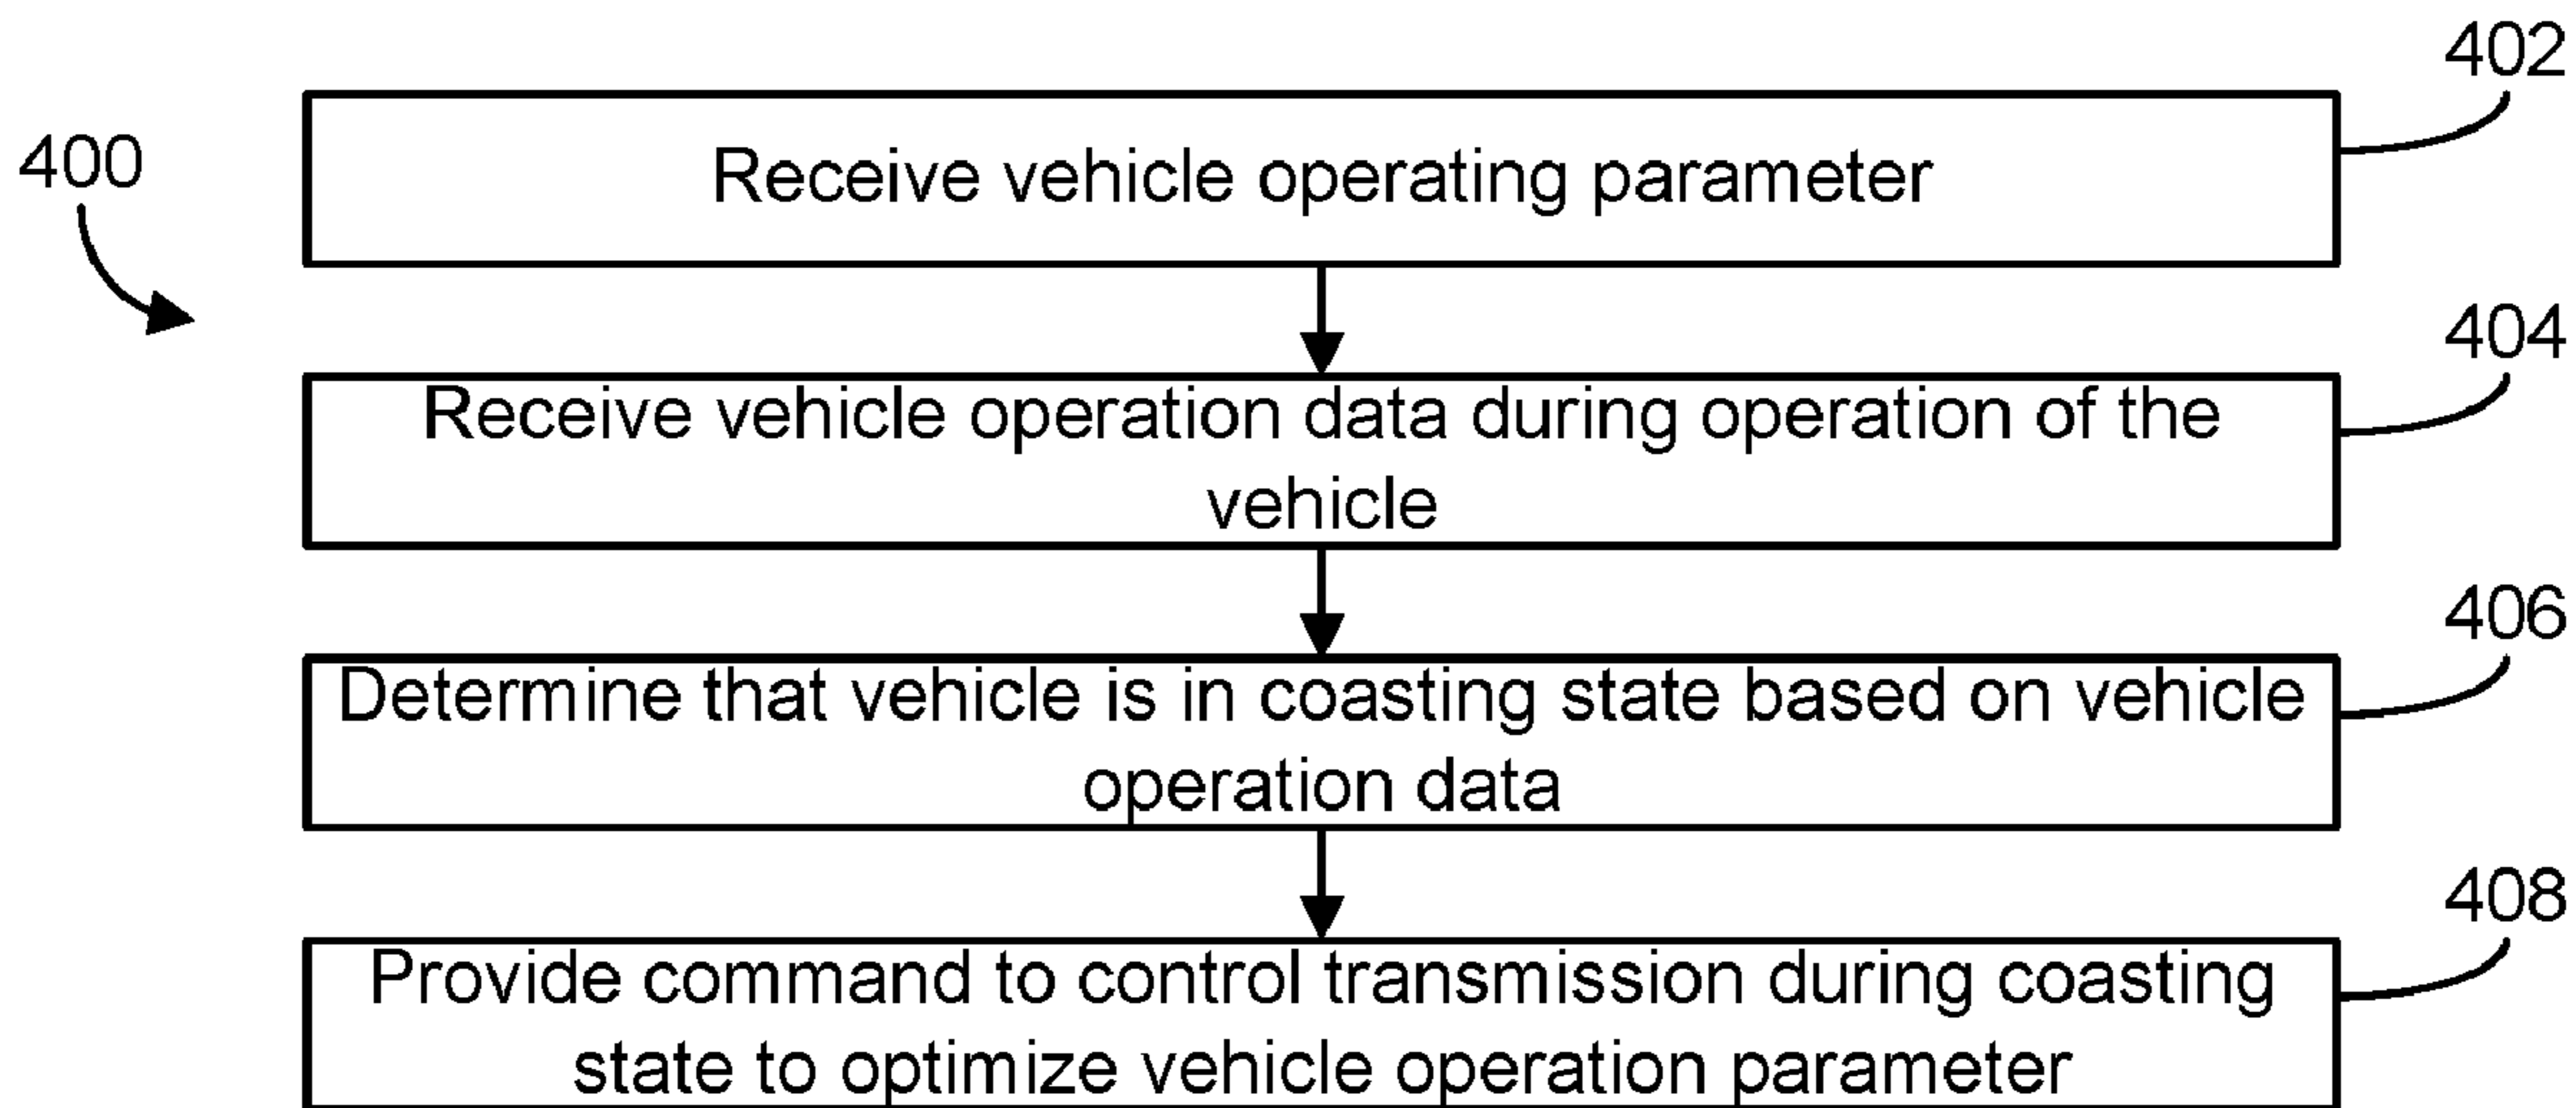 402
400
Receive vehicle operating parameter
404
Receive vehicle operation data during operation of the
vehicle
406
Determine that vehicle is in coasting state based on vehicle
operation data
408
Provide command to control transmission during coasting
state to optimize vehicle operation parameter